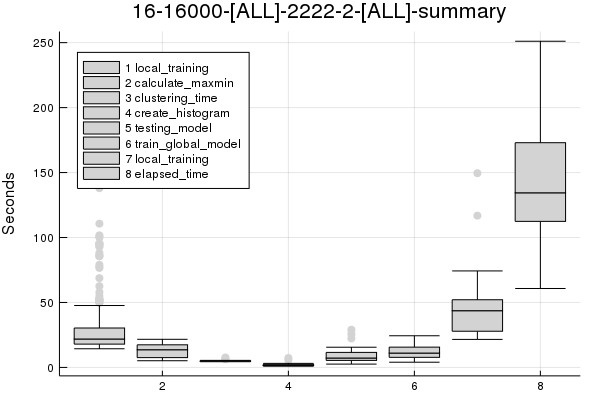 16-16000-[ALL]-2222-2-[ALL]-summary
250
200
150
100
50
0
Seconds
1 local_training
2 calculate_maxmin
3 clustering_time
4 create_histogram
5 testing_model
6 train_global_model
7 local_training
8 elapsed_time
2 4 6 8